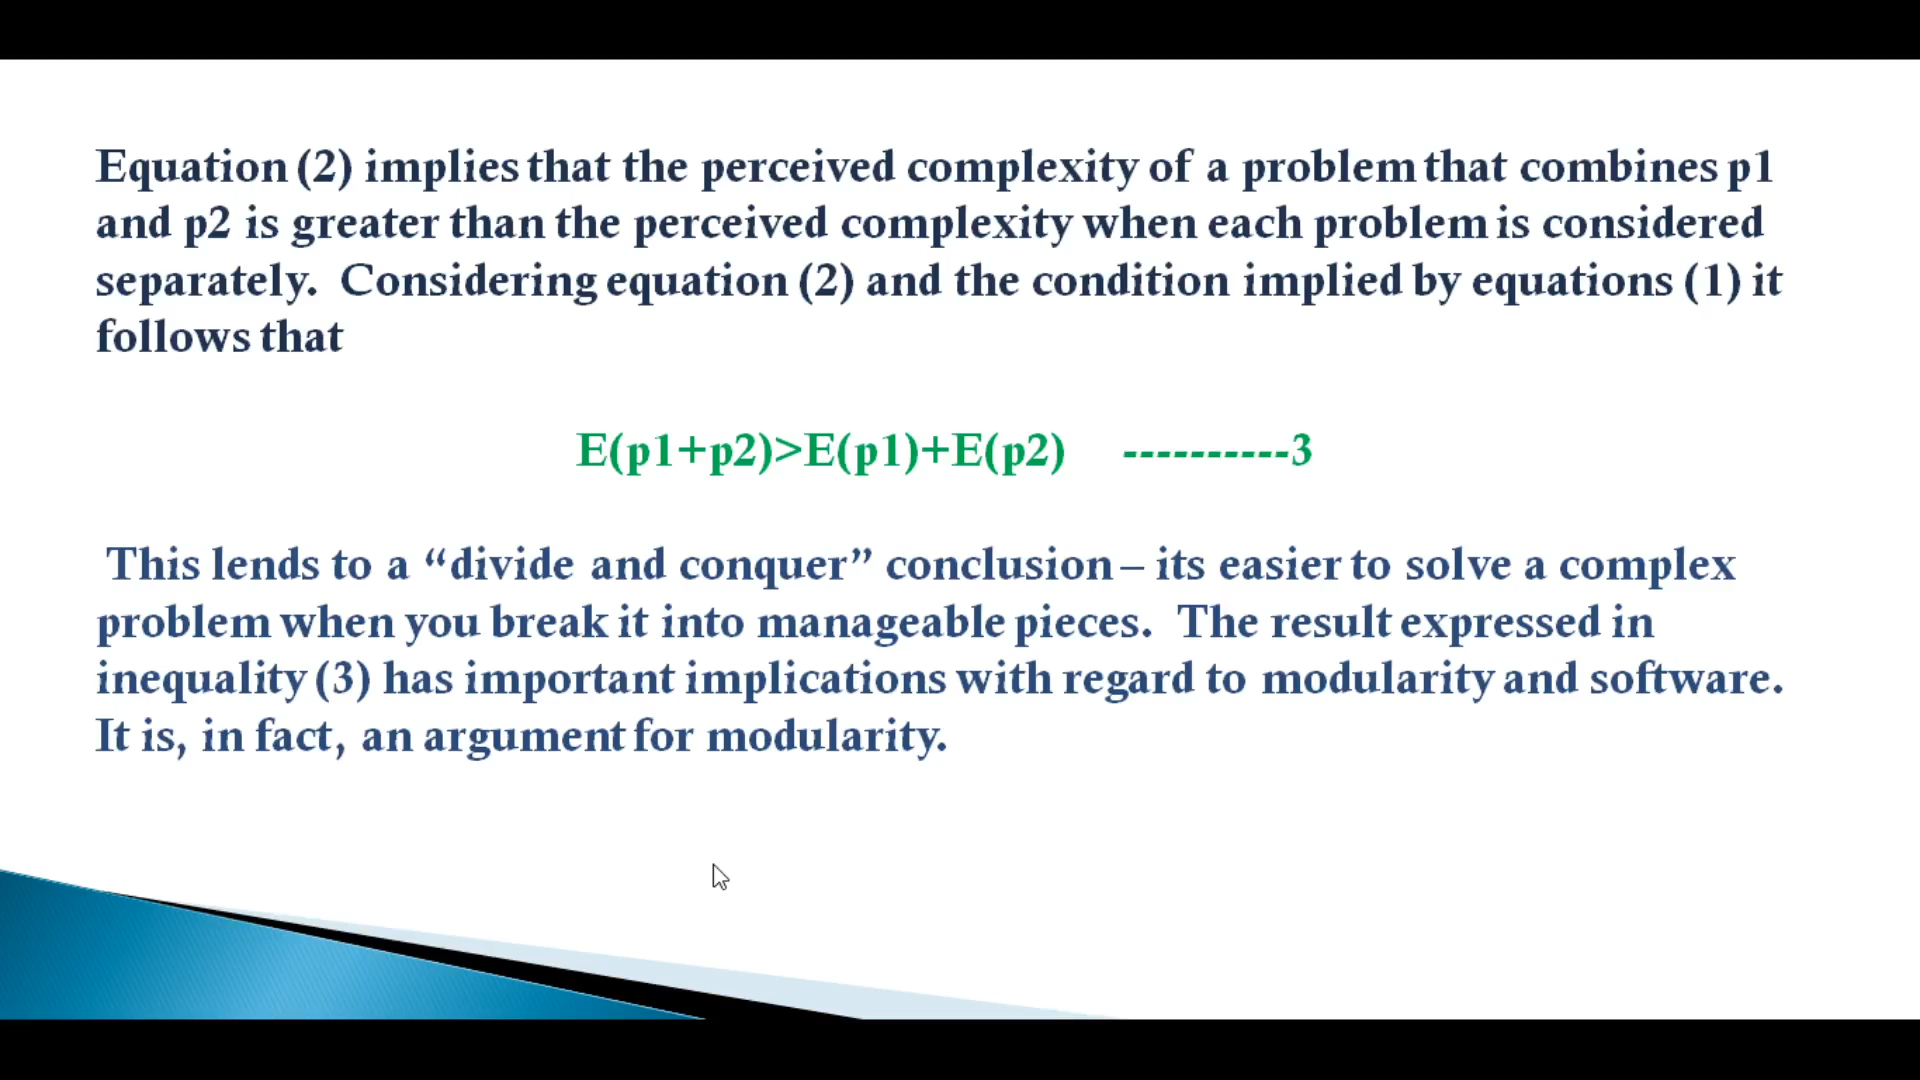 Equation (2) implies that the perceived complexity of a problem that combines p1
and p2 is greater than the perceived complexity when each problem is considered
separately. Considering equation (2) and the condition implied by equations (1) it
follows that
E(p1+p2)>E(p1)+E(p2) ----------3
This lends to a “divide and conquer” conclusion – its easier to solve a complex
problem when you break it into manageable pieces. The result expressed in
inequality (3) has important implications with regard to modularity and software.
It is, in fact, an argument for modularity.